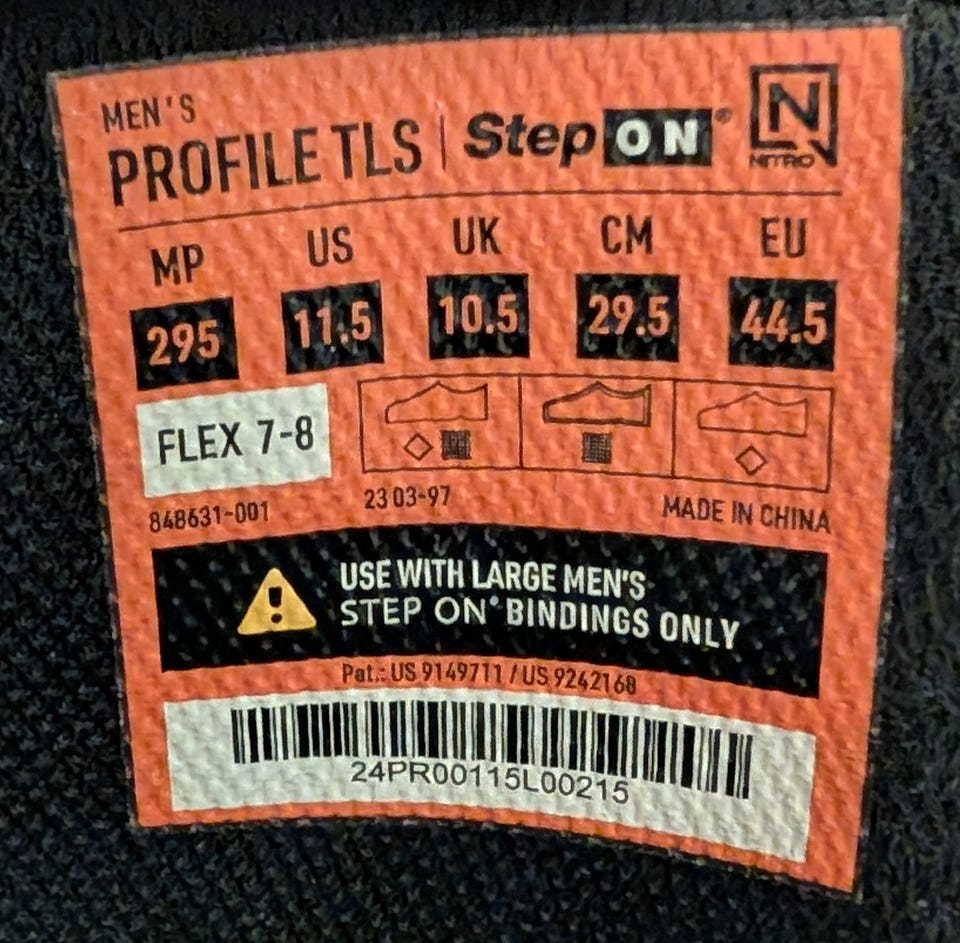 MEN'S
PROFILE TLS | Step ON® N NITRO
MP US UK CM EU
295 11.5 10.5 29.5 44.5
FLEX 7-8
848631-001 2303-97 MADE IN CHINA
USE WITH LARGE MEN'S
STEP ON® BINDINGS ONLY
Pat.: US 9149711 / US 9242168
24PR00115L00215